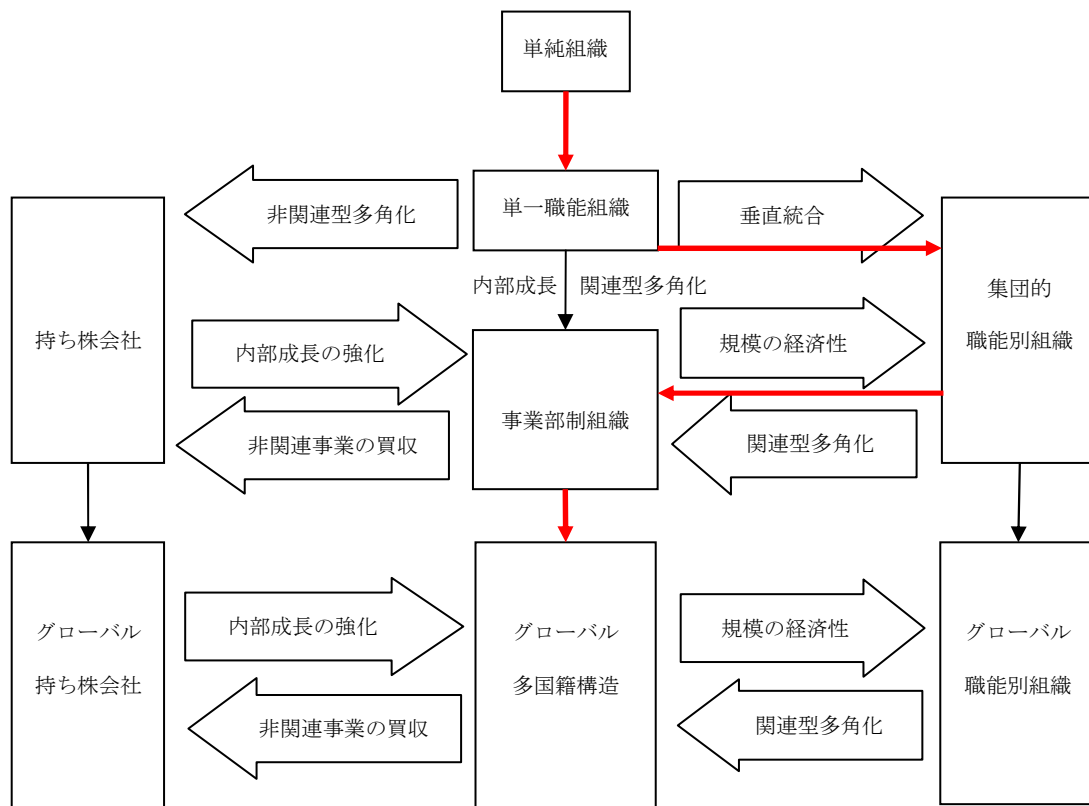 単純組織
非関連型多角化
単一職能組織
垂直統合
内部成長
関連型多角化
持ち株会社
内部成長の強化
規模の経済性
集団的
職能別組織
非関連事業の買収
事業部制組織
関連型多角化
グローバル
持ち株会社
内部成長の強化
グローバル
多国籍構造
規模の経済性
グローバル
職能別組織
非関連事業の買収
関連型多角化